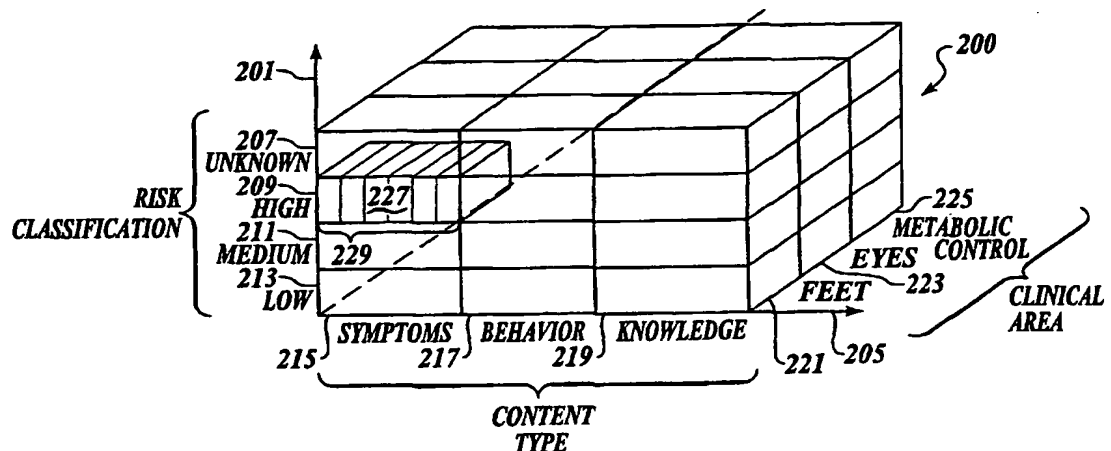 200
201
207
UNKNOWN
209
HIGH
227
RISK
CLASSIFICATION
211
MEDIUM
229
213
LOW
225
METABOLIC
CONTROL
EYES
223
FEET
CLINICAL
AREA
215
SYMPTOMS
217
BEHAVIOR
219
KNOWLEDGE
221
205
CONTENT
TYPE